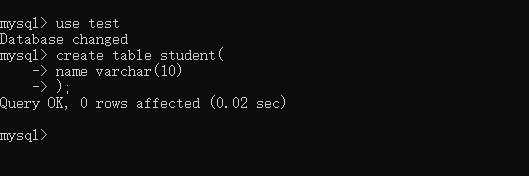 mysql> use test
Database changed
mysql> create table student(
    -> name varchar(10)
    -> );
Query OK, 0 rows affected (0.02 sec)
mysql>